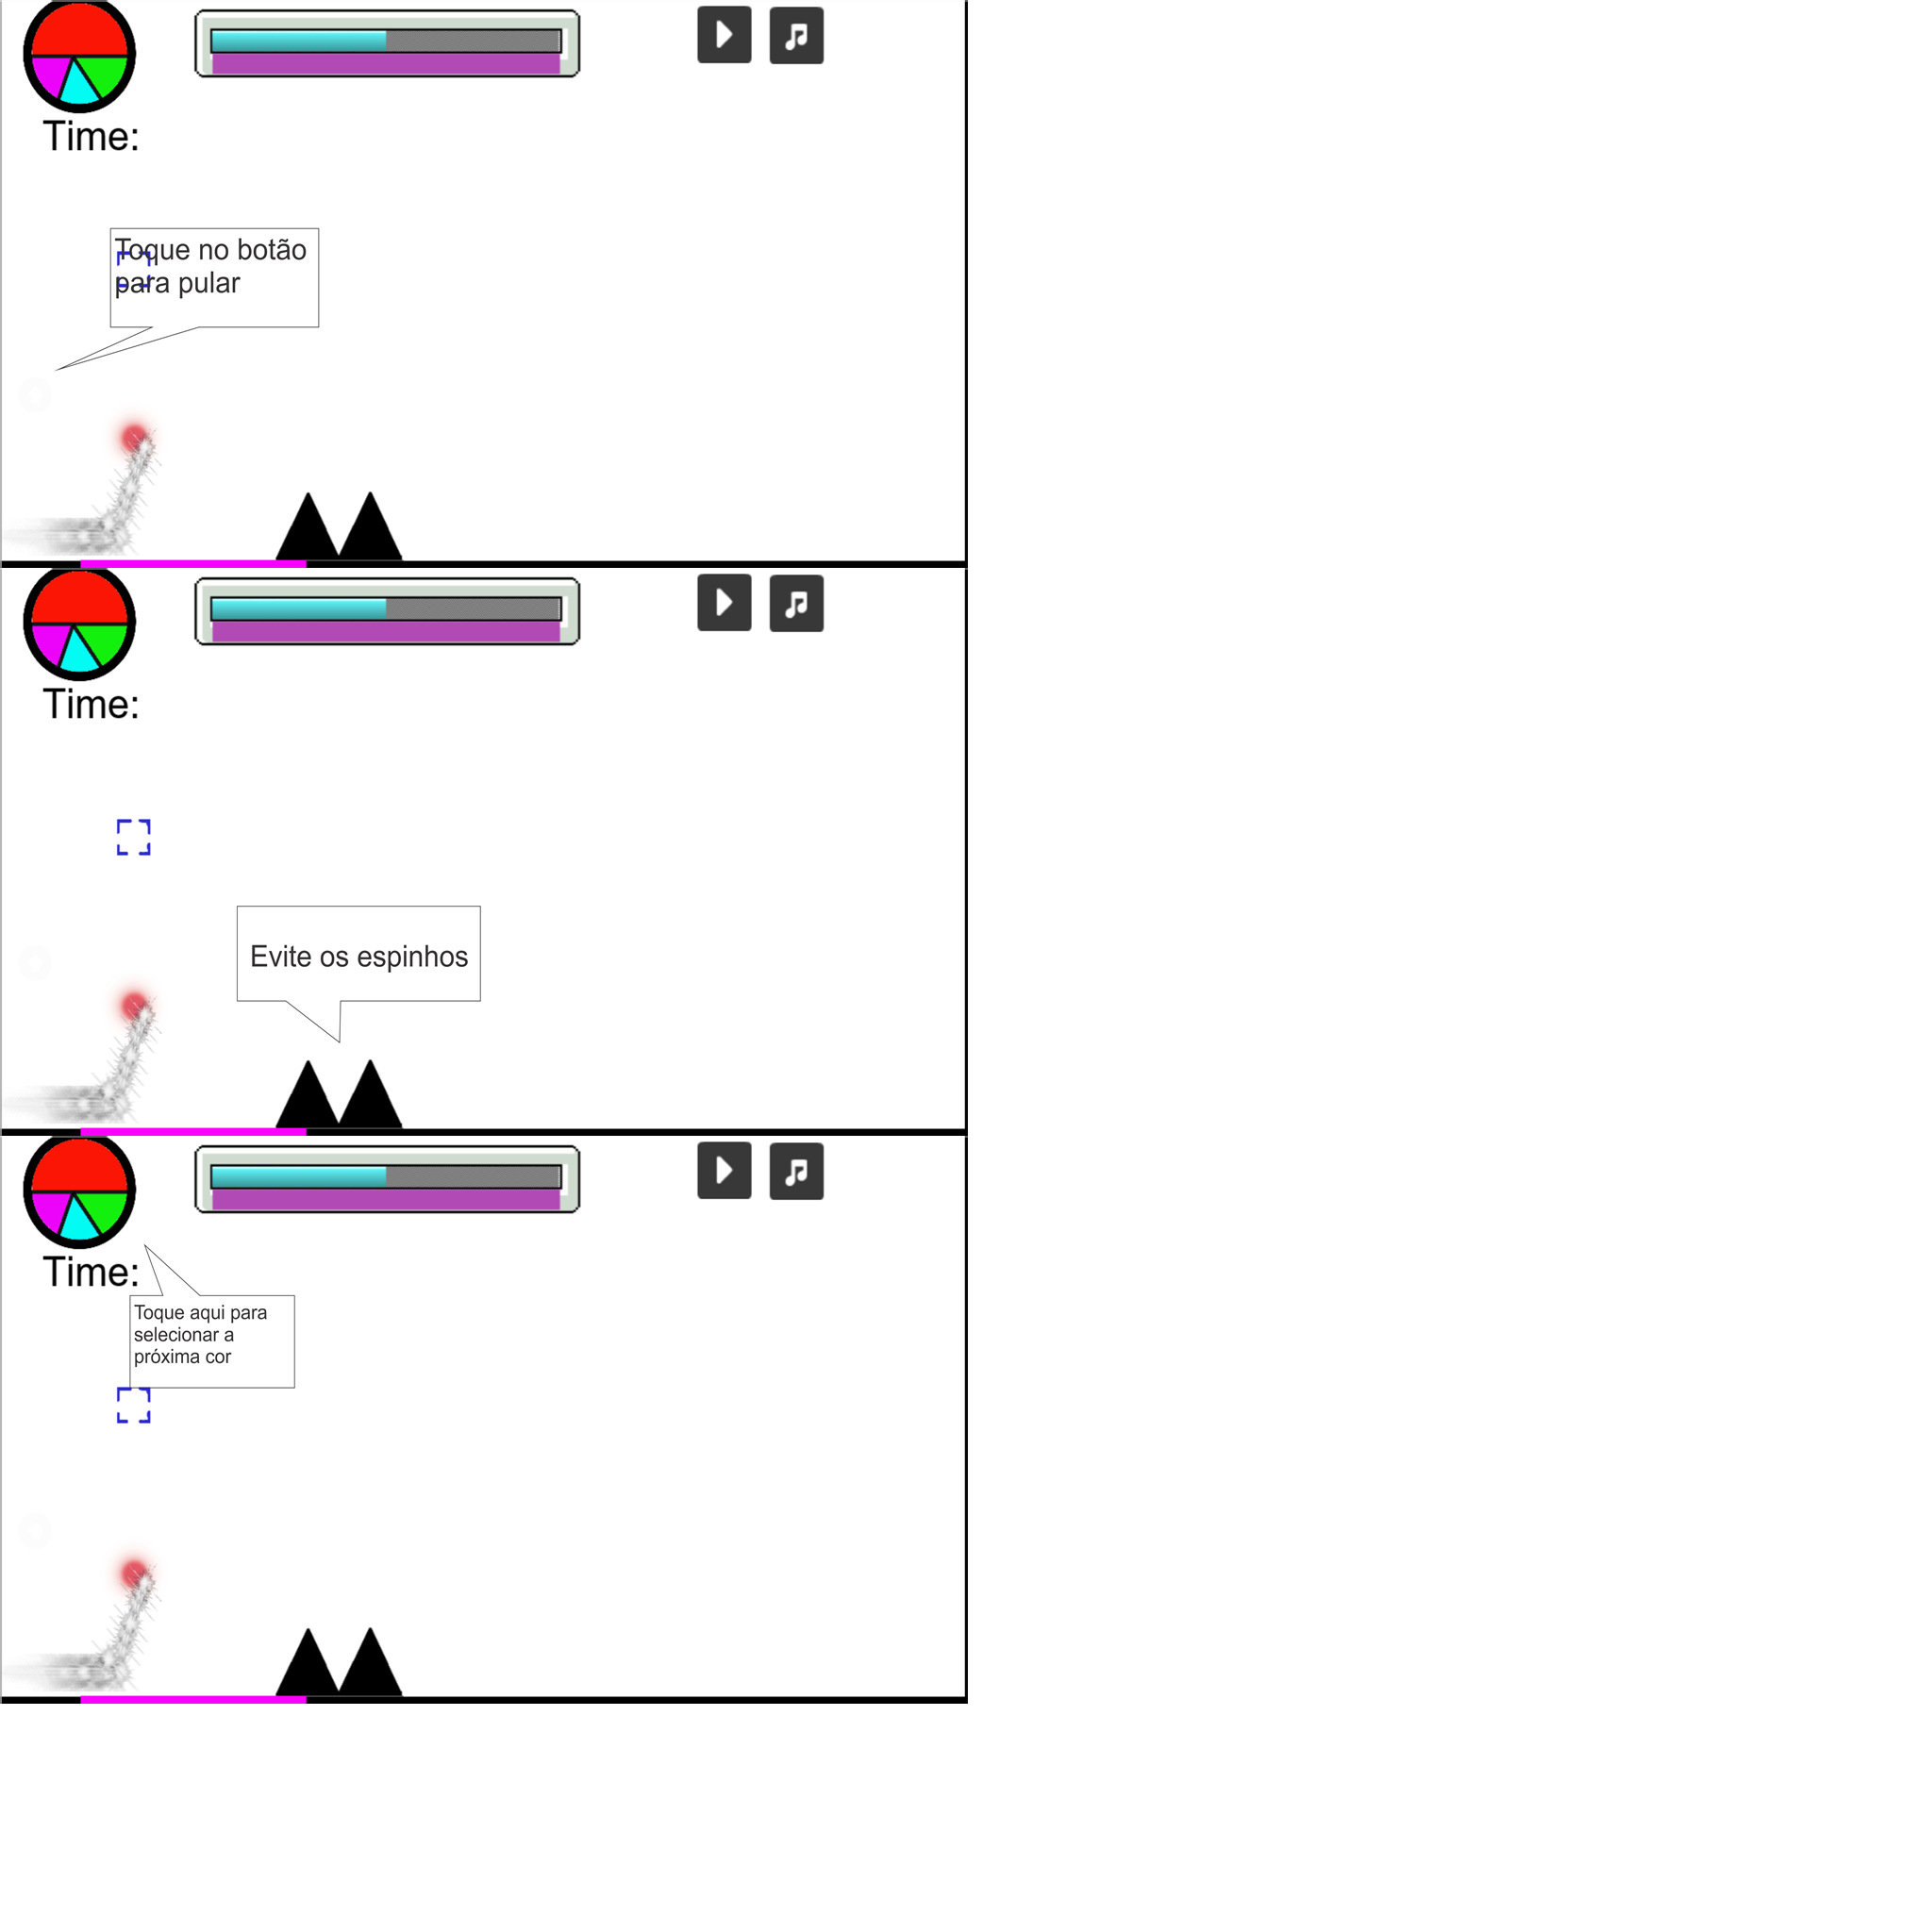 Time:
Toque no botão
para pular
Time:
Evite os espinhos
Time:
Toque aqui para
selecionar a
próxima cor